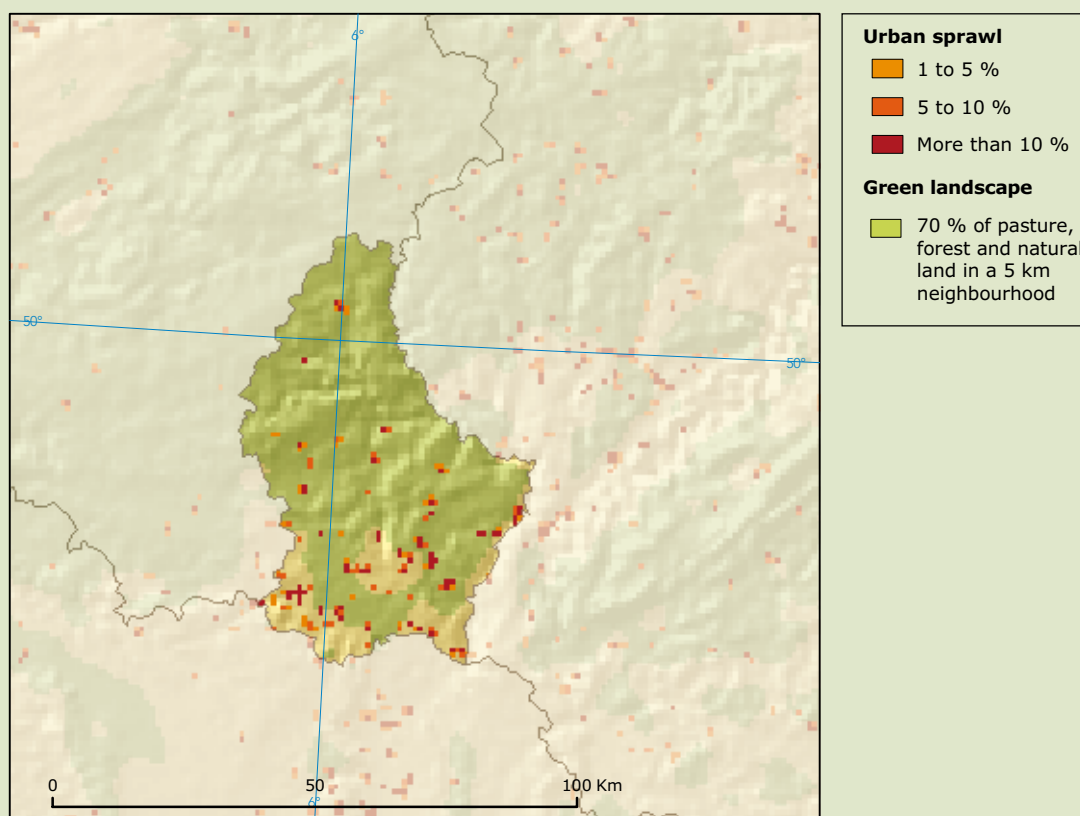 6°
50°
50°
0
50
100 Km
6°
Urban sprawl
1 to 5 %
5 to 10 %
More than 10 %
Green landscape
70 % of pasture,
forest and natural
land in a 5 km
neighbourhood